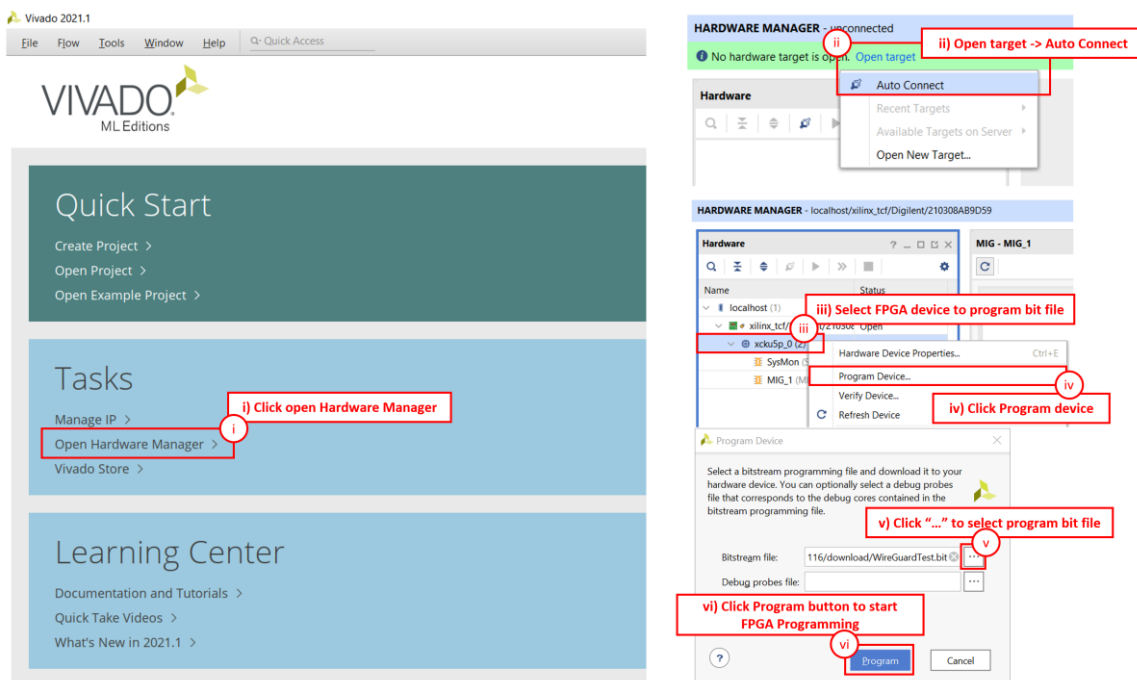 Vivado 2021.1
File Flow Tools Window Help Quick Access
VIVADO
ML Editions
Quick Start
Create Project >
Open Project >
Open Example Project >
Tasks
Manage IP >
i) Click open Hardware Manager
i
Open Hardware Manager >
Vivado Store >
Learning Center
Documentation and Tutorials >
Quick Take Videos >
What's New in 2021.1 >
HARDWARE MANAGER - unconnected
ii
ii) Open target -> Auto Connect
No hardware target is open. Open target
Auto Connect
Hardware
Recent Targets
Available Targets on Server
Open New Target...
HARDWARE MANAGER - localhost/xilinx_tcf/Digilent/210308AB9D59
Hardware ? _
MIG - MIG_1
Name Status
localhost (1)
iii) Select FPGA device to program bit file
iii
xilinx_tcf/ Open
xcku5p_0 (2)
Hardware Device Properties... Ctrl+E
SysMon
Program Device...
MIG_1
iv
Verify Device...
iv) Click Program device
Refresh Device
Program Device
Select a bitstream programming file and download it to your
hardware device. You can optionally select a debug probes
file that corresponds to the debug cores contained in the
bitstream programming file.
v) Click “...” to select program bit file
v
Bitstream file: 116/download/WireGuardTest.bit ...
Debug probes file: ...
vi) Click Program button to start
FPGA Programming
vi
? Program Cancel